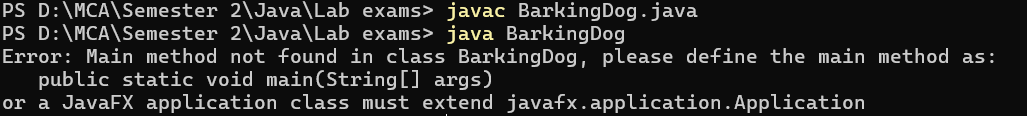 PS D:\MCA\Semester 2\Java\Lab exams> javac BarkingDog.java
PS D:\MCA\Semester 2\Java\Lab exams> java BarkingDog
Error: Main method not found in class BarkingDog, please define the main method as:
   public static void main(String[] args)
or a JavaFX application class must extend javafx.application.Application